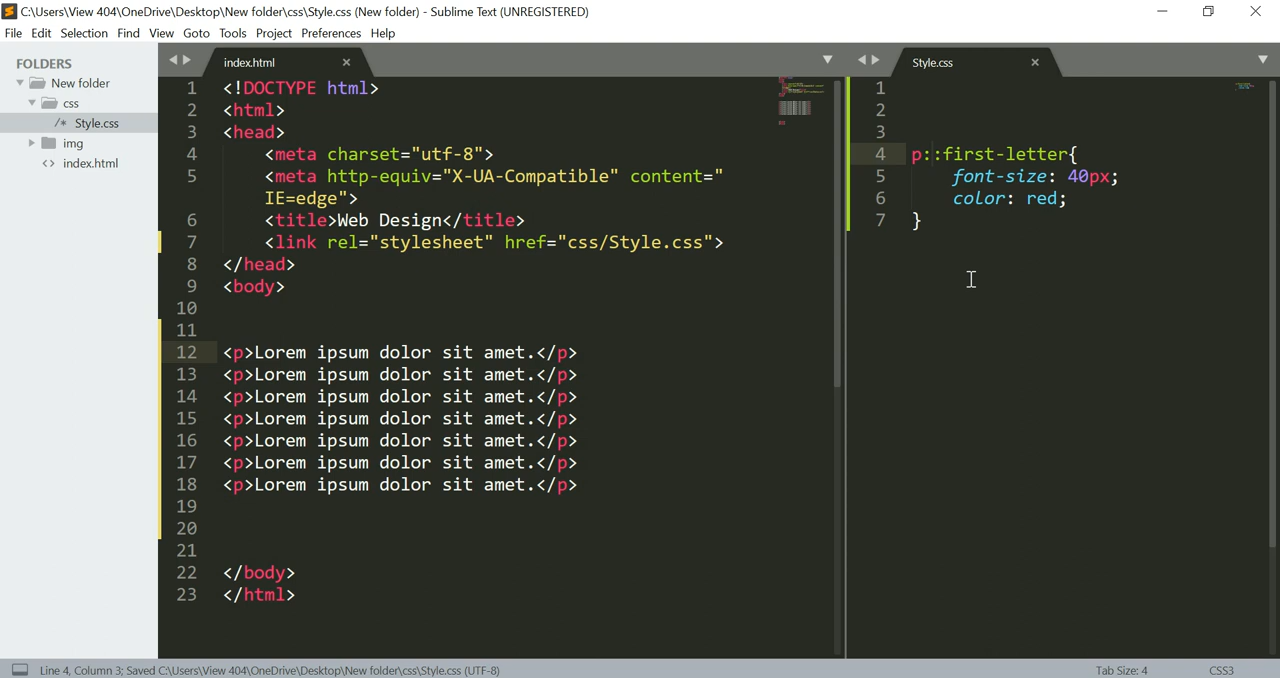 C:\Users\View 404\OneDrive\Desktop\New folder\css\Style.css (New folder) - Sublime Text (UNREGISTERED)
File Edit Selection Find View Goto Tools Project Preferences Help
FOLDERS
New folder
css
/* Style.css
img
<> index.html
index.html
1 <!DOCTYPE html>
2 <html>
3 <head>
4 <meta charset="utf-8">
5 <meta http-equiv="X-UA-Compatible" content="
IE=edge">
6 <title>Web Design</title>
7 <link rel="stylesheet" href="css/Style.css">
8 </head>
9 <body>
10
11
12 <p>Lorem ipsum dolor sit amet.</p>
13 <p>Lorem ipsum dolor sit amet.</p>
14 <p>Lorem ipsum dolor sit amet.</p>
15 <p>Lorem ipsum dolor sit amet.</p>
16 <p>Lorem ipsum dolor sit amet.</p>
17 <p>Lorem ipsum dolor sit amet.</p>
18 <p>Lorem ipsum dolor sit amet.</p>
19
20
21
22 </body>
23 </html>
Style.css
1
2
3
4 p::first-letter{
5 font-size: 40px;
6 color: red;
7 }
Line 4, Column 3; Saved C:\Users\View 404\OneDrive\Desktop\New folder\css\Style.css (UTF-8)
Tab Size: 4
CSS3